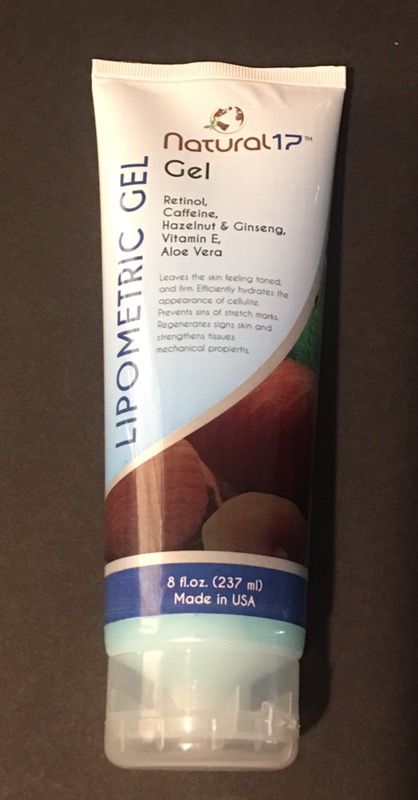 Natural17™
Gel
Retinol,
Caffeine,
Hazelnut & Ginseng,
Vitamin E,
Aloe Vera
Leaves the skin feeling toned,
and firm. Efficiently hydrates the
appearance of cellulite.
Prevents sins of stretch marks.
Regenerates signs skin and
strengthens tissues
mechanical propierts.
LIPOMETRIC GEL
8 fl.oz. (237 ml)
Made in USA